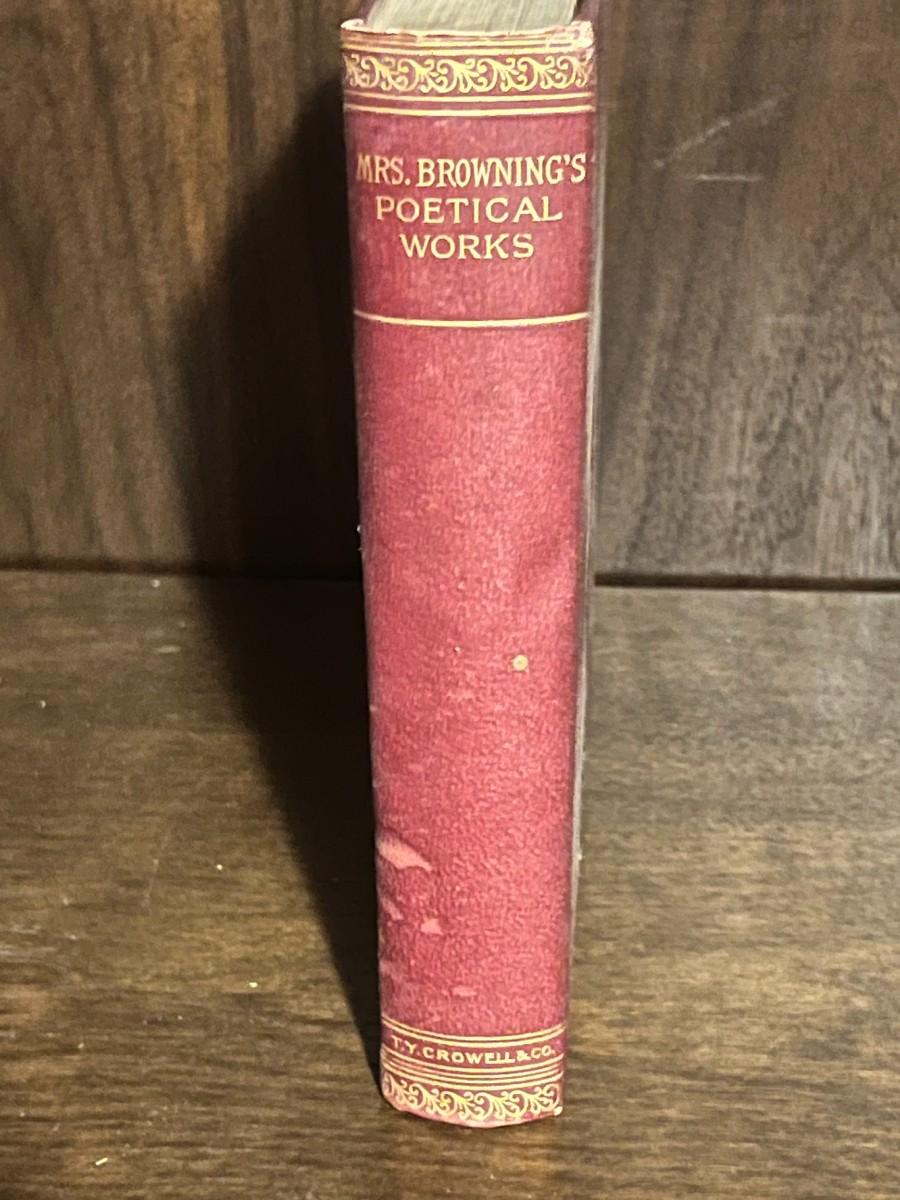 MRS. BROWNING'S
POETICAL
WORKS
T.Y. CROWELL & CO.